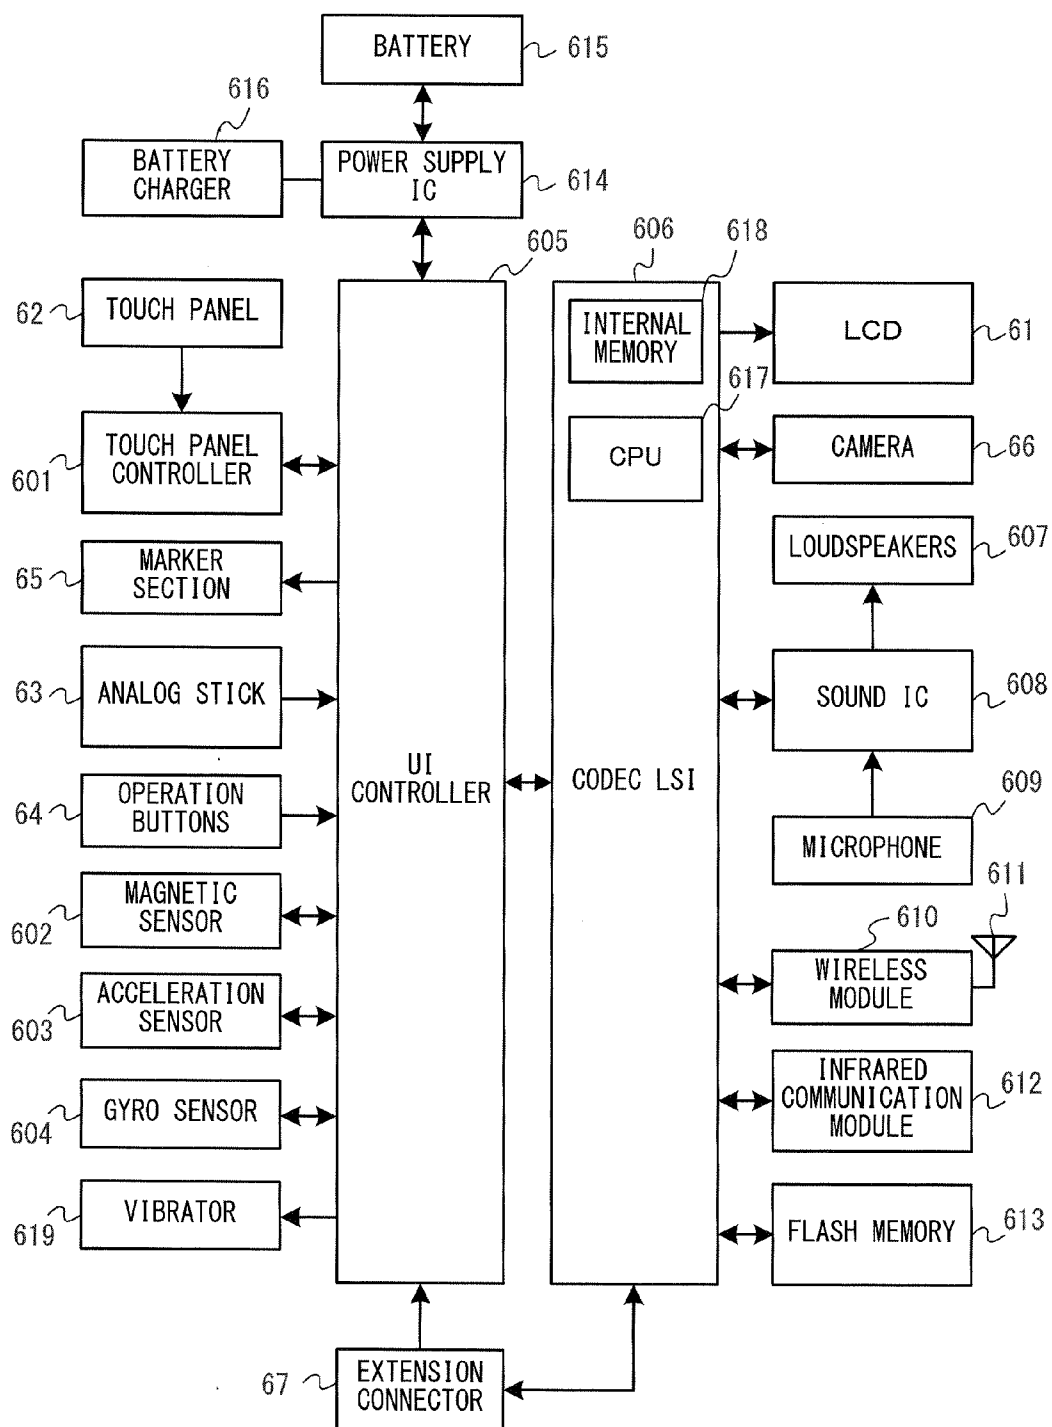 BATTERY
615
616
BATTERY
CHARGER
POWER SUPPLY
IC
614
605
606
618
62
TOUCH PANEL
INTERNAL
MEMORY
LCD
61
617
601
TOUCH PANEL
CONTROLLER
CPU
CAMERA
66
65
MARKER
SECTION
LOUDSPEAKERS
607
63
ANALOG STICK
SOUND IC
608
UI
CONTROLLER
CODEC LSI
64
OPERATION
BUTTONS
609
MICROPHONE
602
MAGNETIC
SENSOR
611
610
WIRELESS
MODULE
603
ACCELERATION
SENSOR
INFRARED
COMMUNICATION
MODULE
612
604
GYRO SENSOR
619
VIBRATOR
FLASH MEMORY
613
67
EXTENSION
CONNECTOR